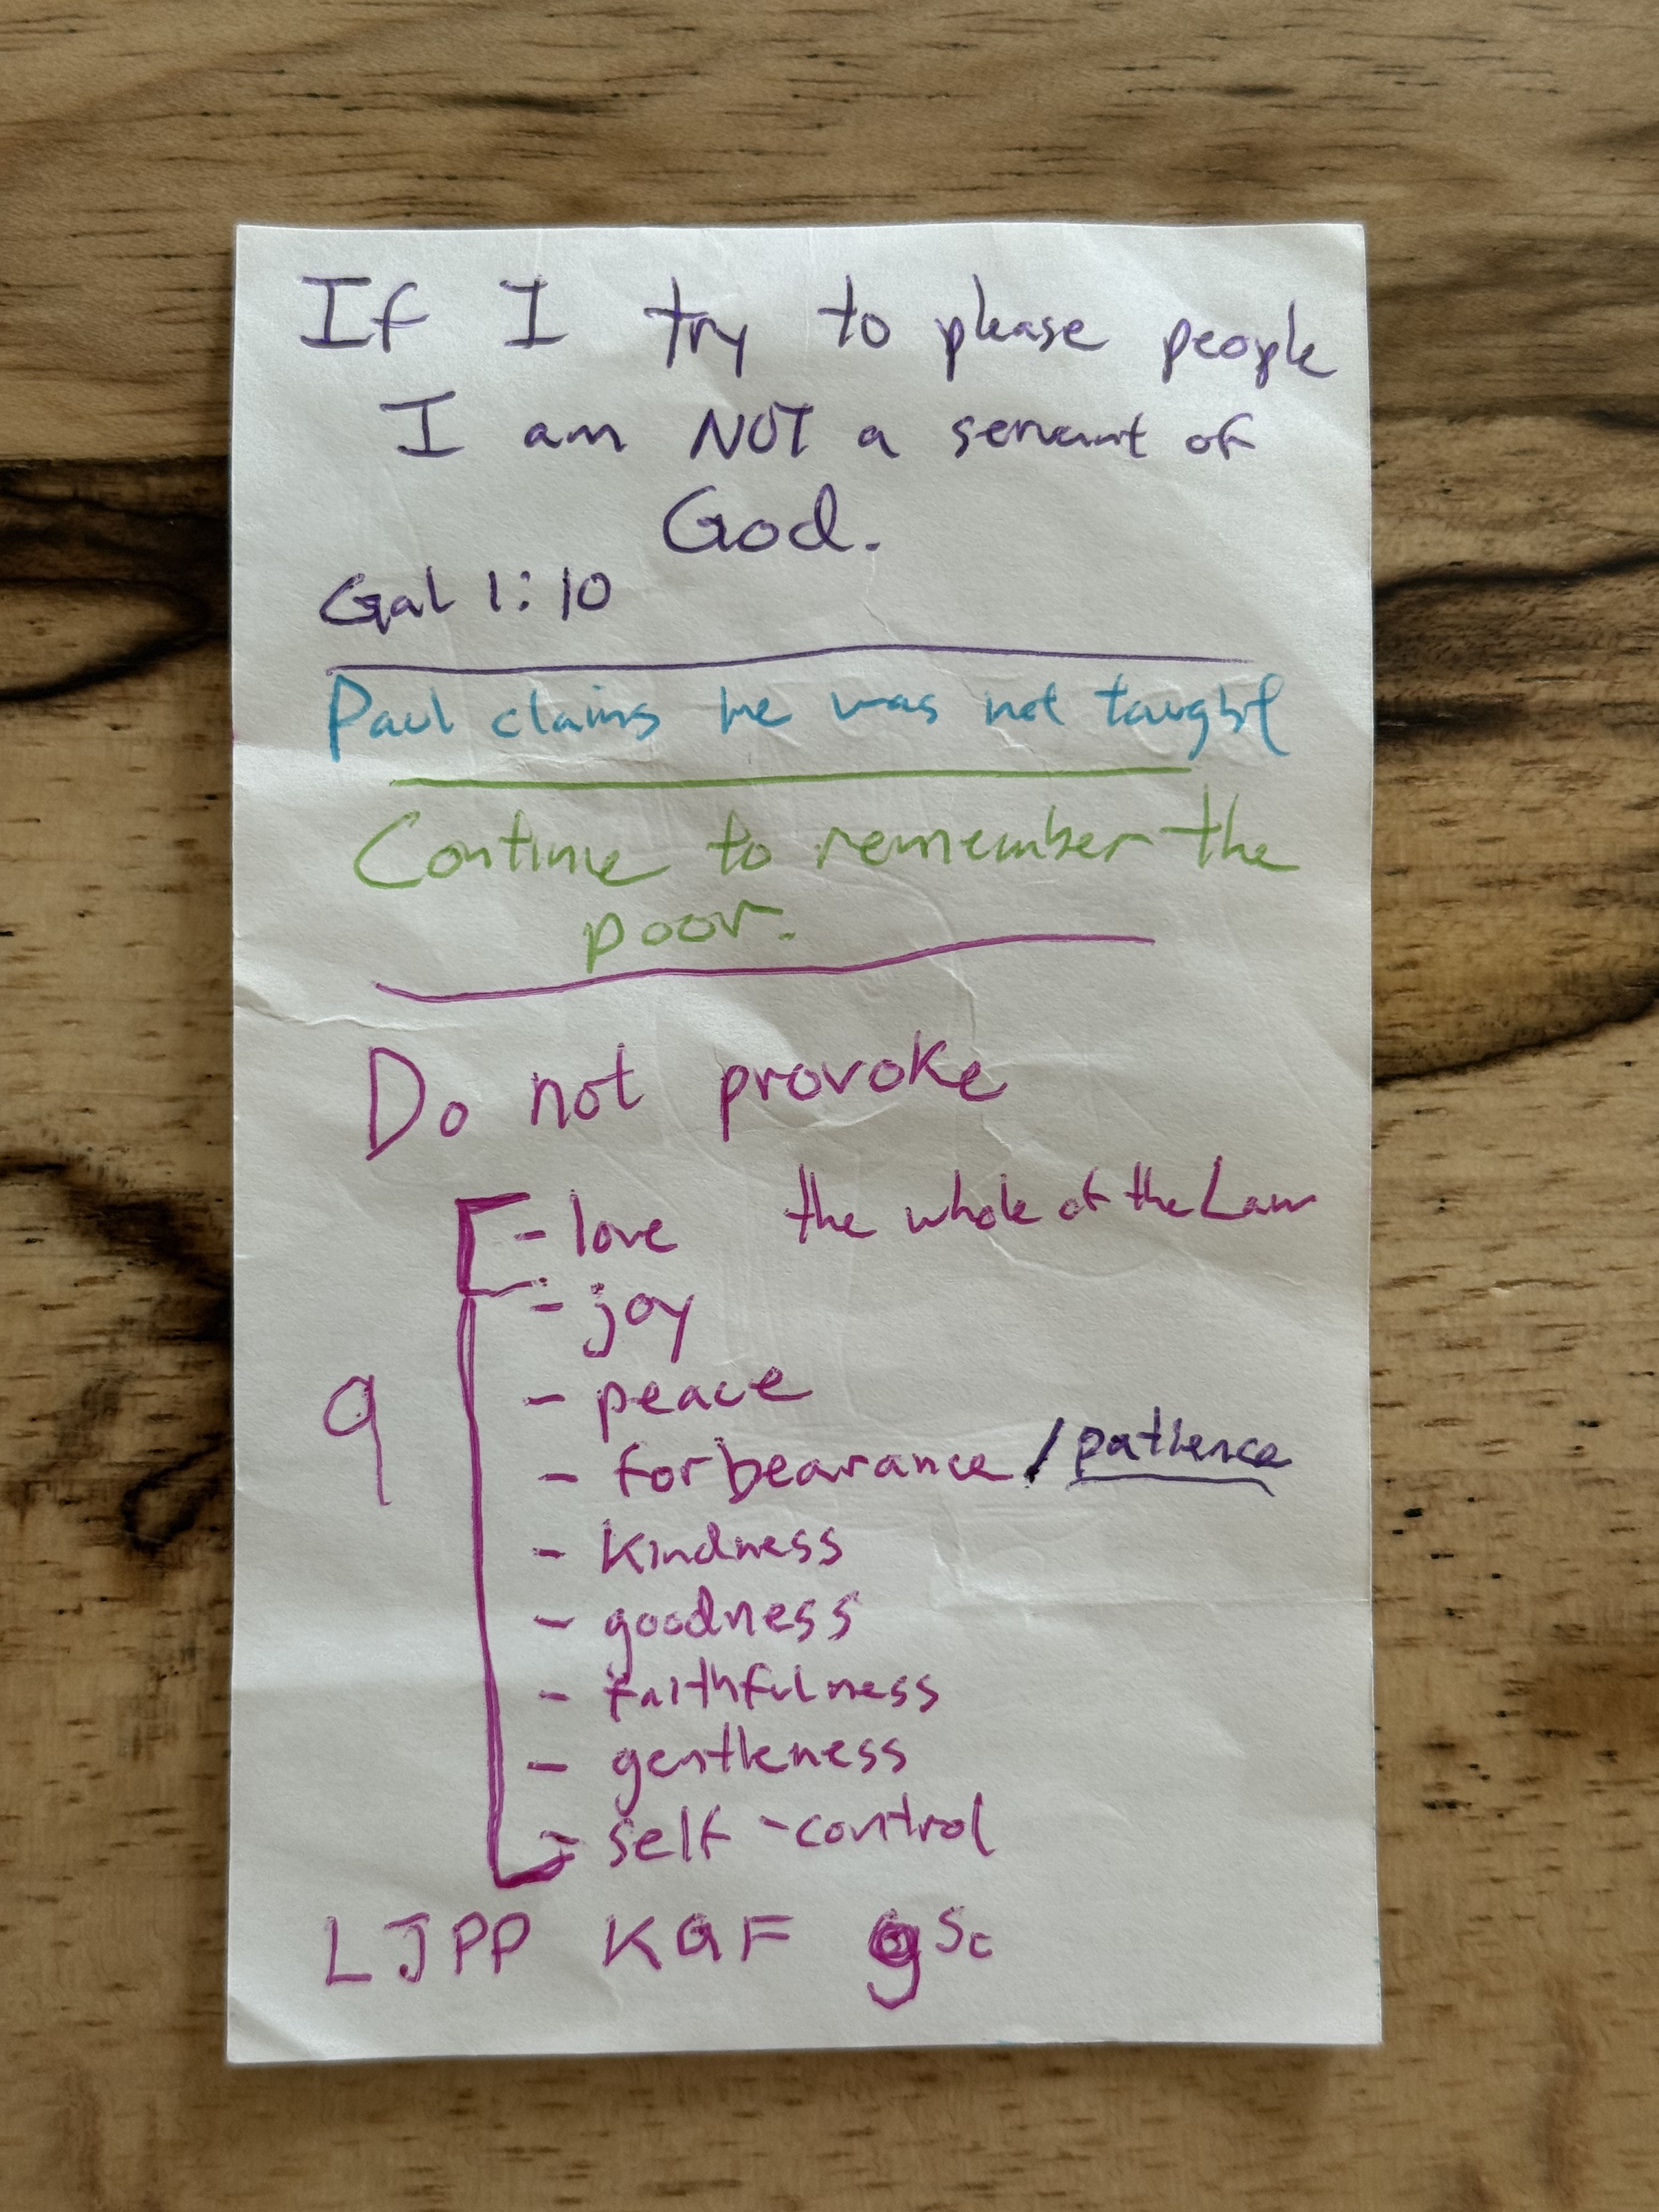 If I try to please people
I am NOT a servant of
God.
Gal 1:10
Paul claims he was not taught
Continue to remember the
poor.
Do not provoke
- love the whole of the Law
- joy
- peace
9
- forbearance / patience
- kindness
- goodness
- faithfulness
- gentleness
- self-control
LJPP KGF gSc